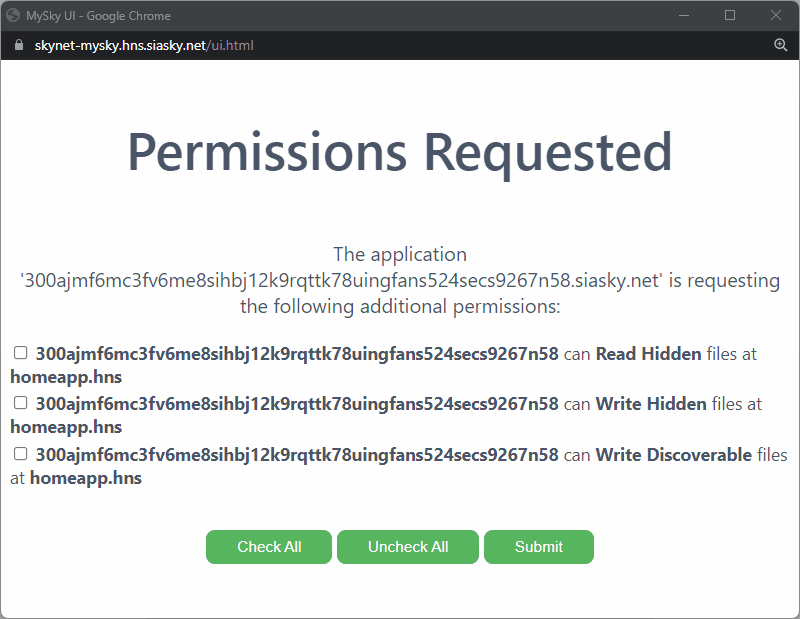 MySky UI - Google Chrome
skynet-mysky.hns.siasky.net/ui.html
Permissions Requested
The application
'300ajmf6mc3fv6me8sihbj12k9rqttk78uingfans524secs9267n58.siasky.net' is requesting
the following additional permissions:
300ajmf6mc3fv6me8sihbj12k9rqttk78uingfans524secs9267n58 can Read Hidden files at
homeapp.hns
300ajmf6mc3fv6me8sihbj12k9rqttk78uingfans524secs9267n58 can Write Hidden files at
homeapp.hns
300ajmf6mc3fv6me8sihbj12k9rqttk78uingfans524secs9267n58 can Write Discoverable files
at homeapp.hns
Check All Uncheck All Submit